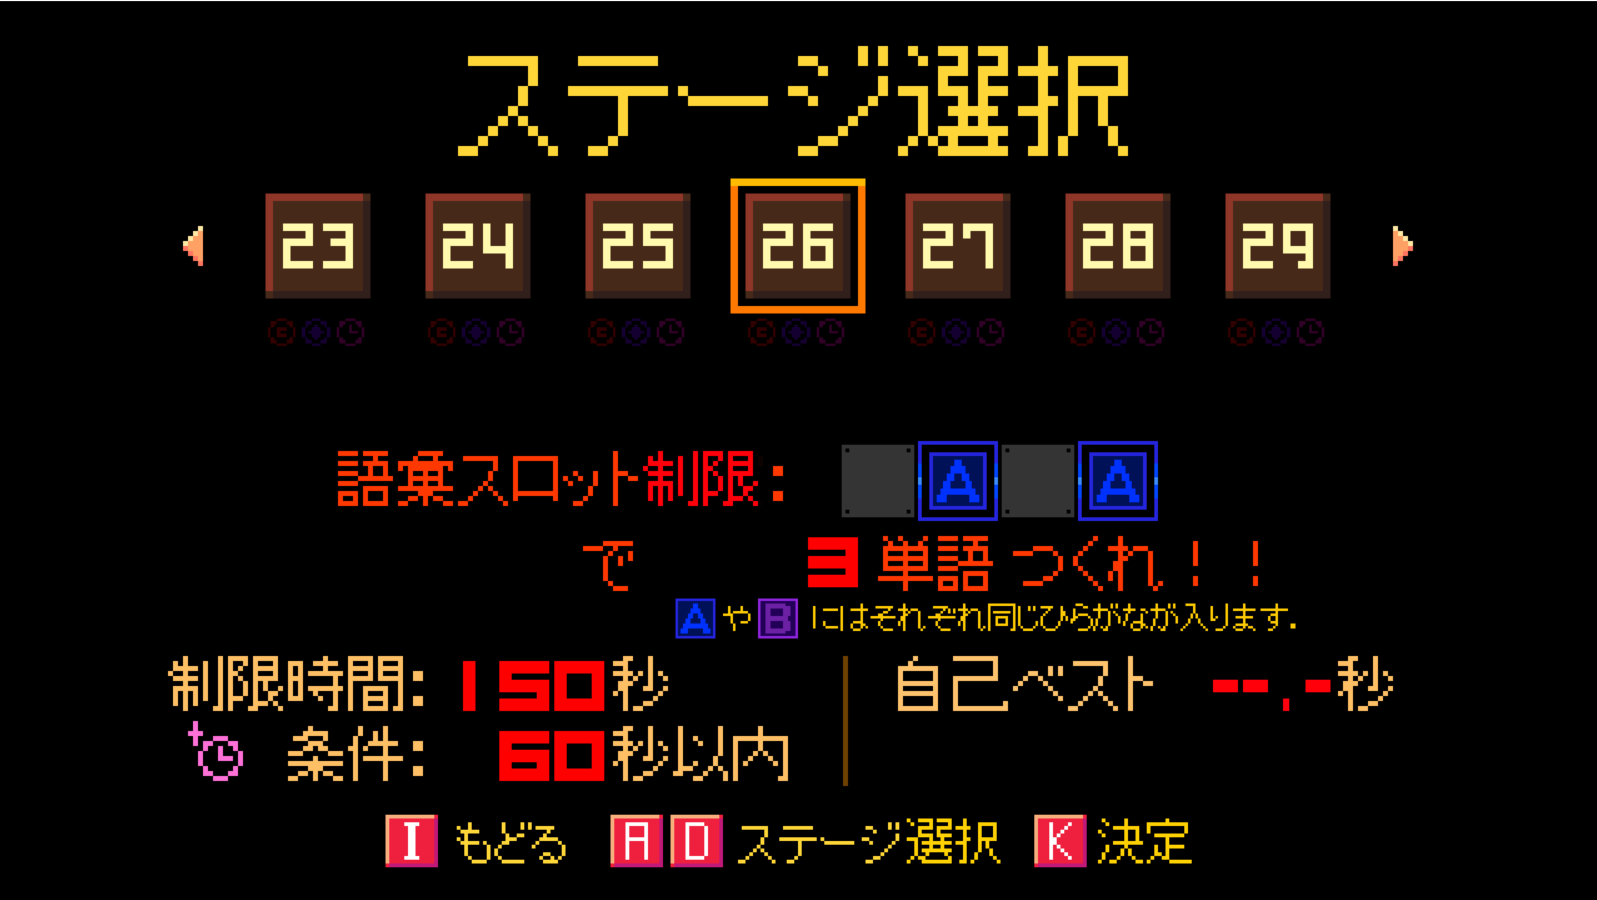 ステージ選択
23 24 25 26 27 28 29
語彙スロット制限: A A
で 3単語つくれ！！
AやBにはそれぞれ同じひらがなが入ります.
制限時間: 150秒 自己ベスト --.-秒
条件: 60秒以内
I もどる A D ステージ選択 K 決定